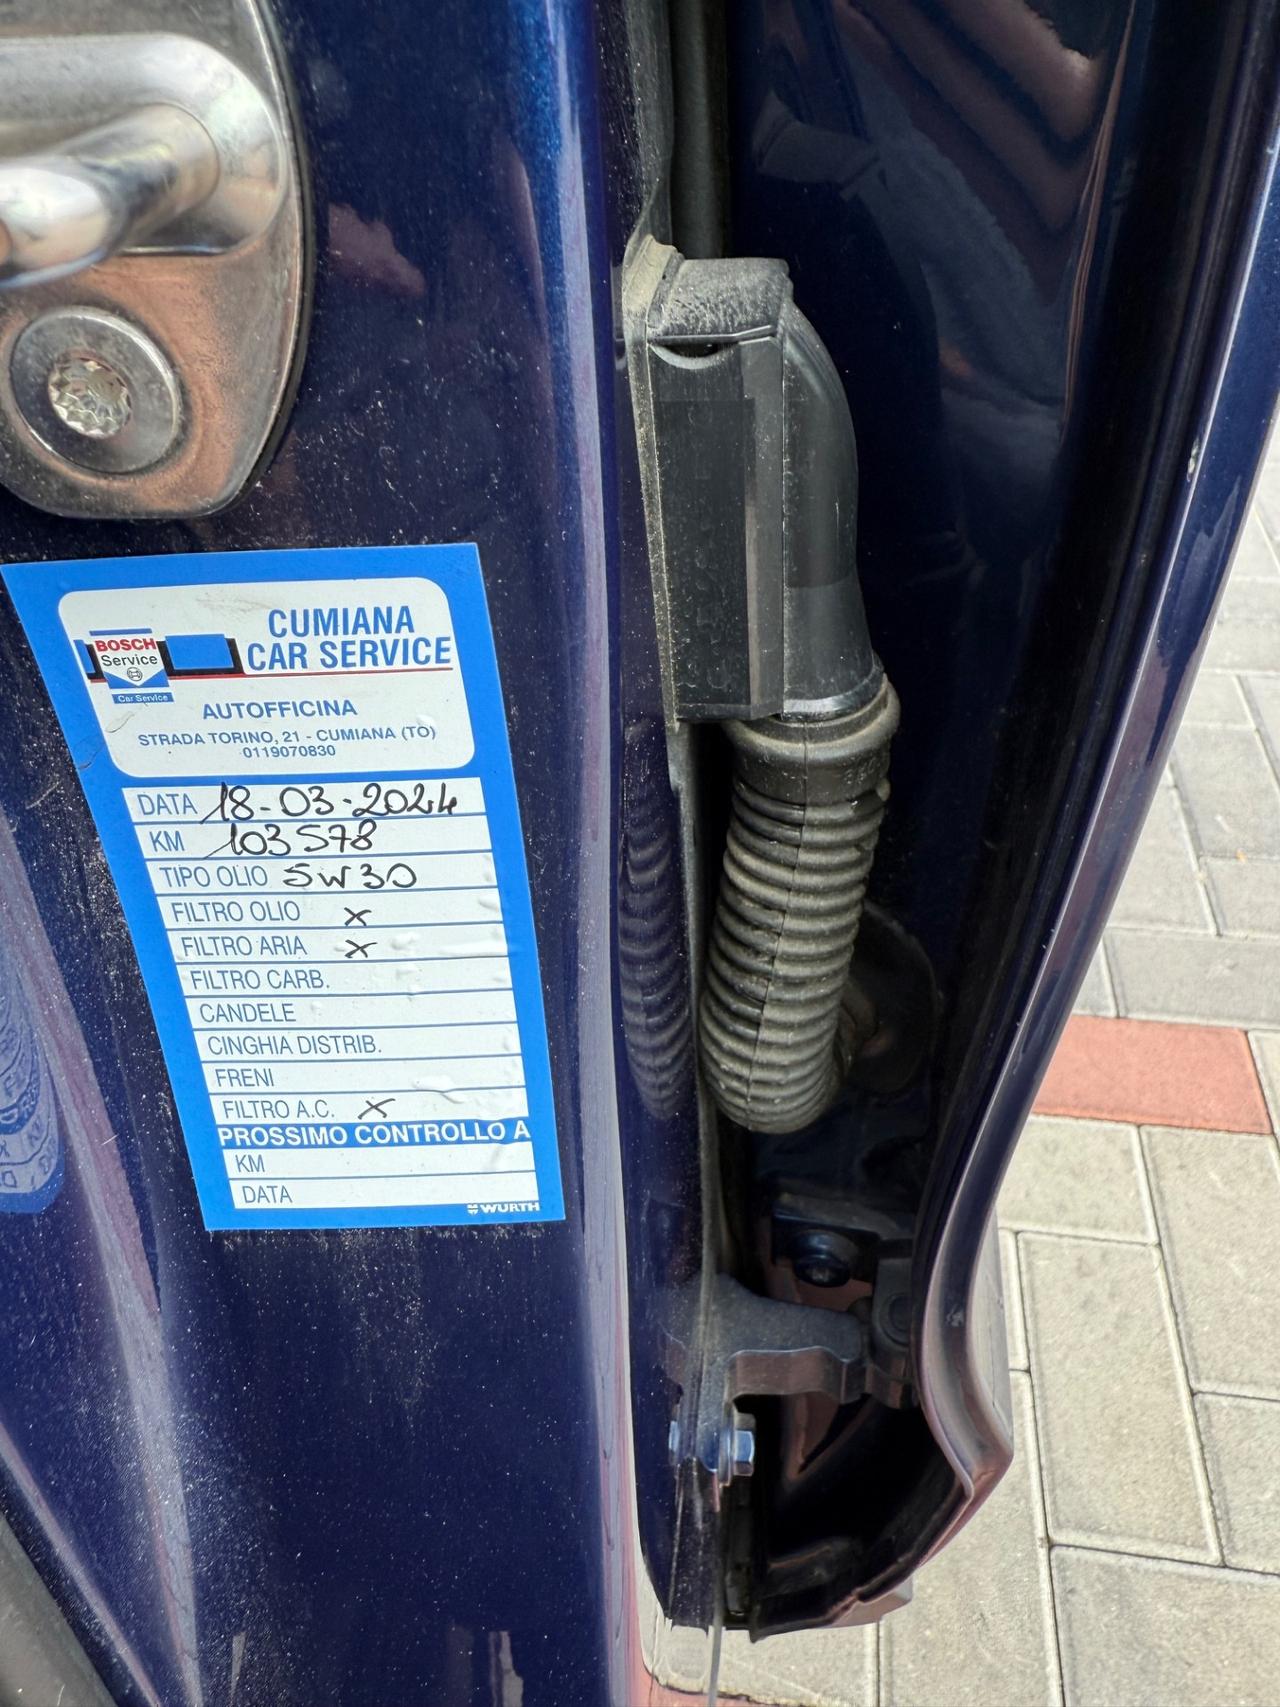 CUMIANA
CAR SERVICE
BOSCH
Service
Car Service
AUTOFFICINA
STRADA TORINO, 21 - CUMIANA (TO)
0119070830
DATA 18-03-2024
KM 103578
TIPO OLIO 5W30
FILTRO OLIO x
FILTRO ARIA x
FILTRO CARB.
CANDELE
CINGHIA DISTRIB.
FRENI
FILTRO A.C. x
PROSSIMO CONTROLLO A
KM
DATA
WÜRTH